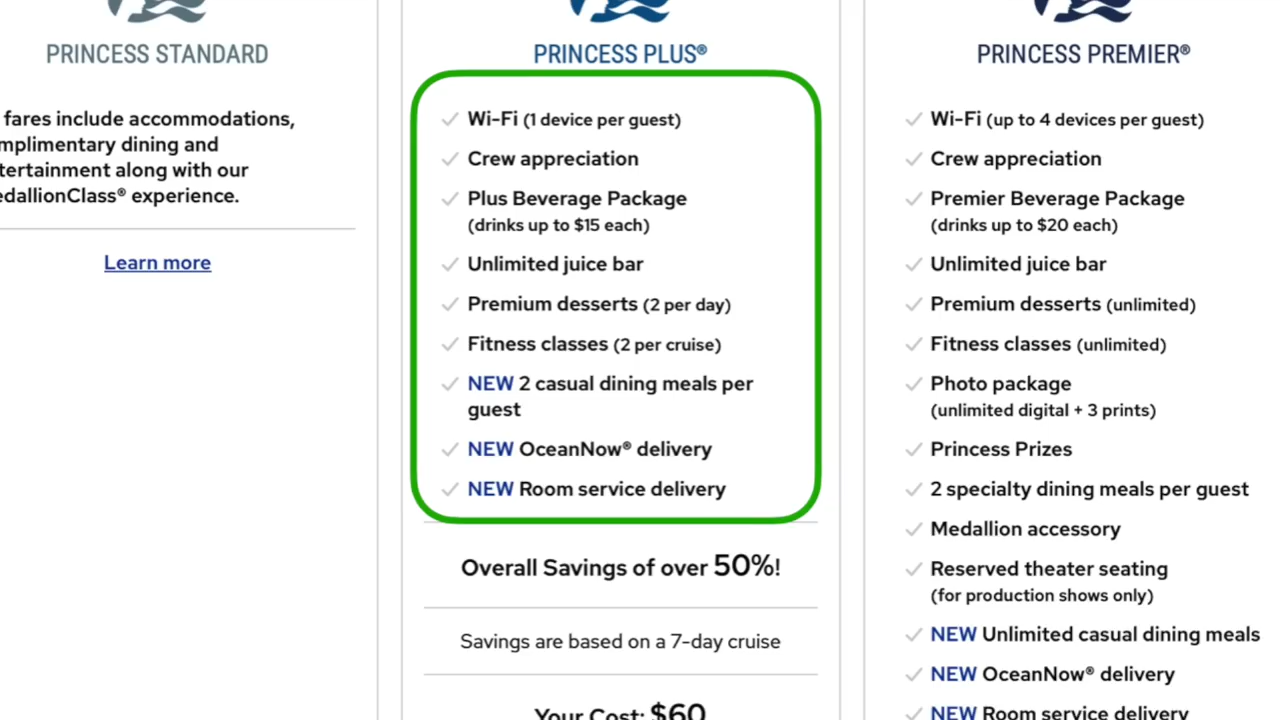 PRINCESS STANDARD
fares include accommodations,
mplimentary dining and
tertainment along with our
edallionClass® experience.
Learn more
PRINCESS PLUS®
Wi-Fi (1 device per guest)
Crew appreciation
Plus Beverage Package
(drinks up to $15 each)
Unlimited juice bar
Premium desserts (2 per day)
Fitness classes (2 per cruise)
NEW 2 casual dining meals per
guest
NEW OceanNow® delivery
NEW Room service delivery
Overall Savings of over 50%!
Savings are based on a 7-day cruise
Your Cost: $60
PRINCESS PREMIER®
Wi-Fi (up to 4 devices per guest)
Crew appreciation
Premier Beverage Package
(drinks up to $20 each)
Unlimited juice bar
Premium desserts (unlimited)
Fitness classes (unlimited)
Photo package
(unlimited digital + 3 prints)
Princess Prizes
2 specialty dining meals per guest
Medallion accessory
Reserved theater seating
(for production shows only)
NEW Unlimited casual dining meals
NEW OceanNow® delivery
NEW Room service delivery